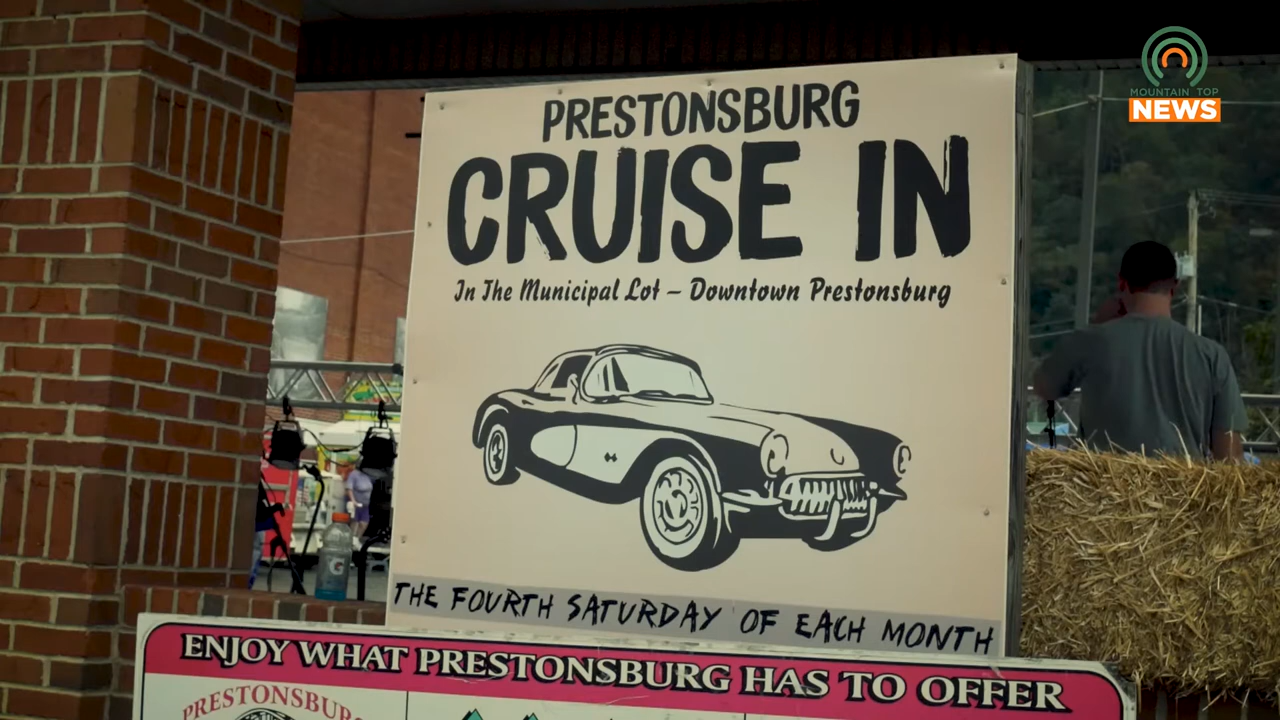 MOUNTAIN TOP
NEWS
PRESTONSBURG
CRUISE IN
In The Municipal Lot – Downtown Prestonsburg
THE FOURTH SATURDAY OF EACH MONTH
ENJOY WHAT PRESTONSBURG HAS TO OFFER
PRESTONSBURG
G